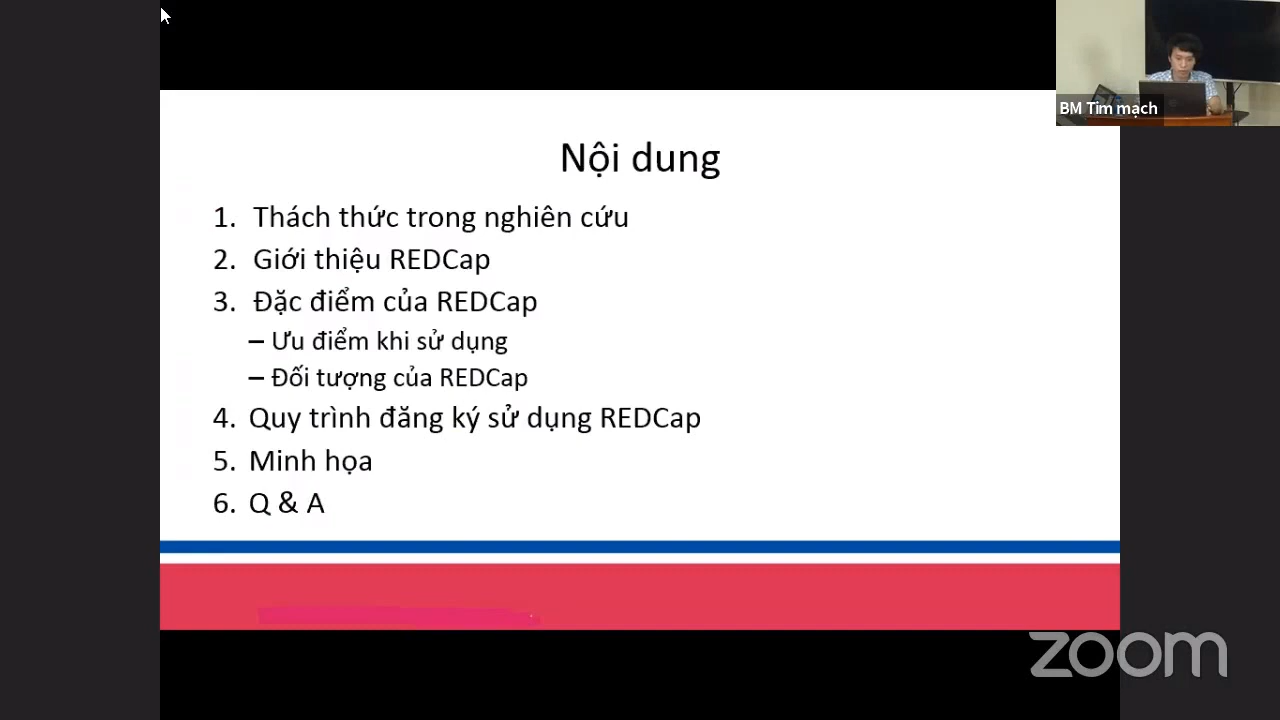 BM Tim mạch
Nội dung
1. Thách thức trong nghiên cứu
2. Giới thiệu REDCap
3. Đặc điểm của REDCap
– Ưu điểm khi sử dụng
– Đối tượng của REDCap
4. Quy trình đăng ký sử dụng REDCap
5. Minh họa
6. Q & A
zoom